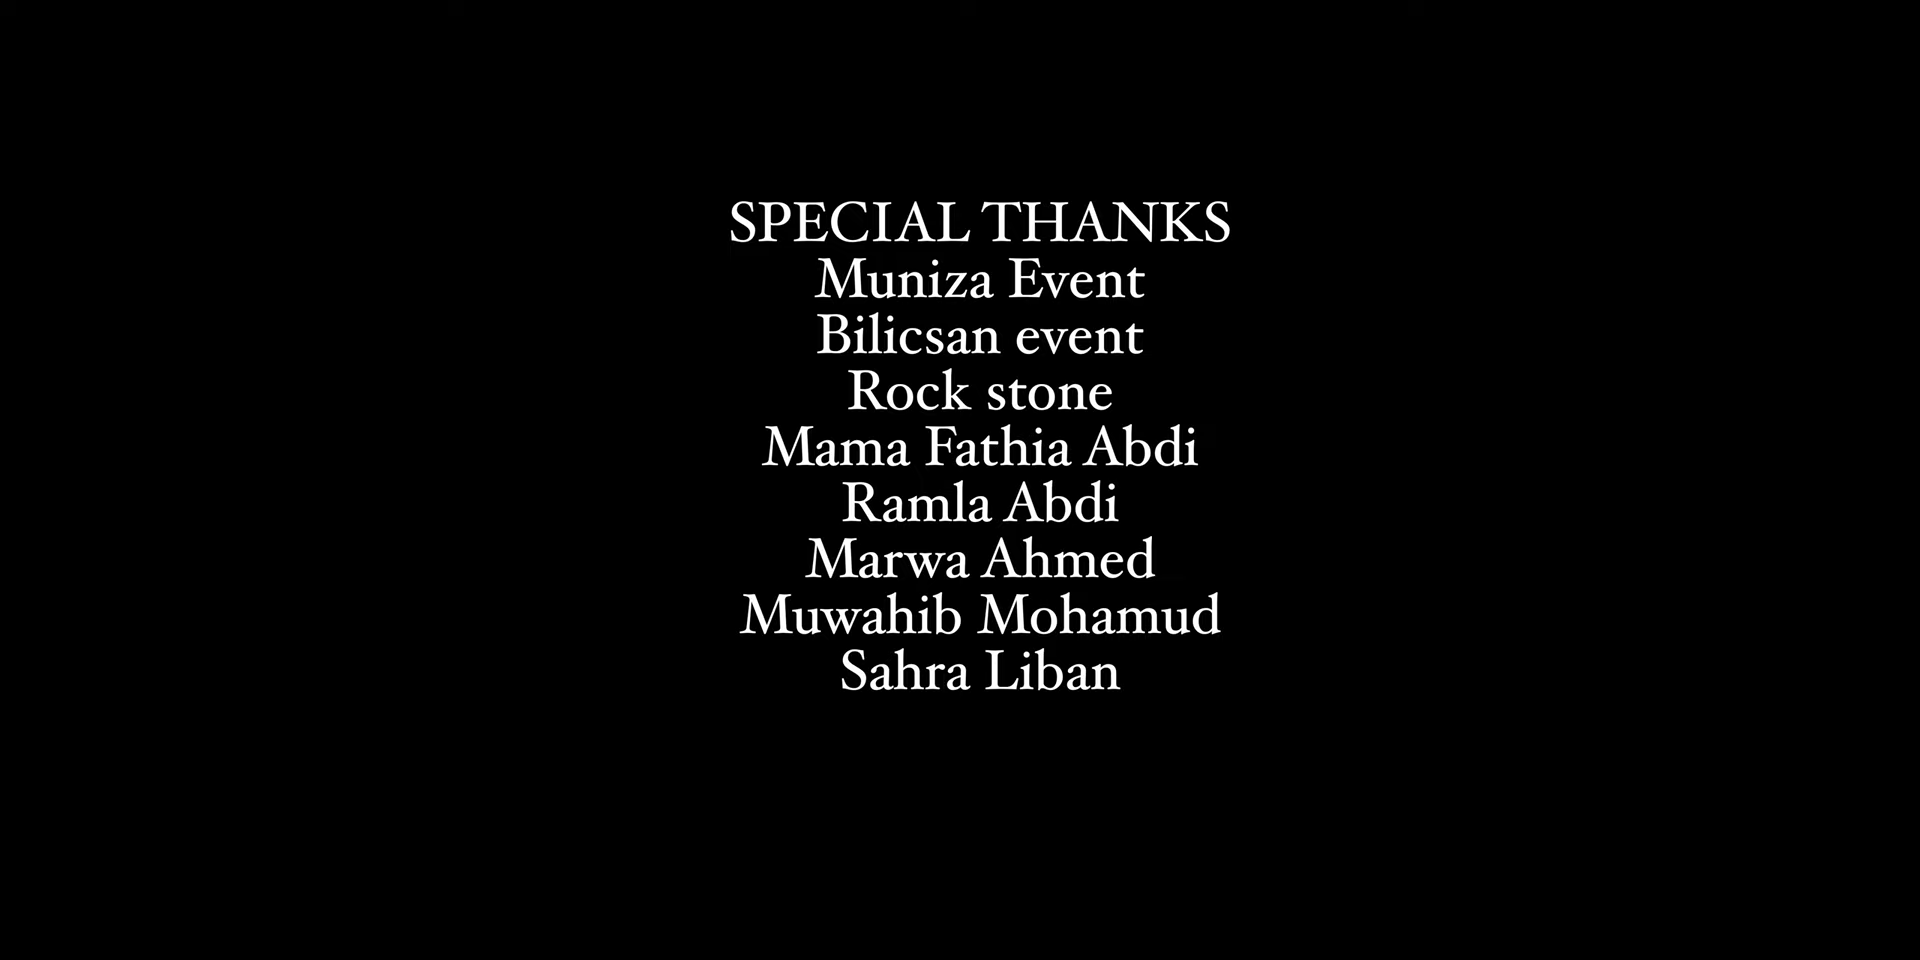 SPECIAL THANKS
Muniza Event
Bilicsan event
Rock stone
Mama Fathia Abdi
Ramla Abdi
Marwa Ahmed
Muwahib Mohamud
Sahra Liban